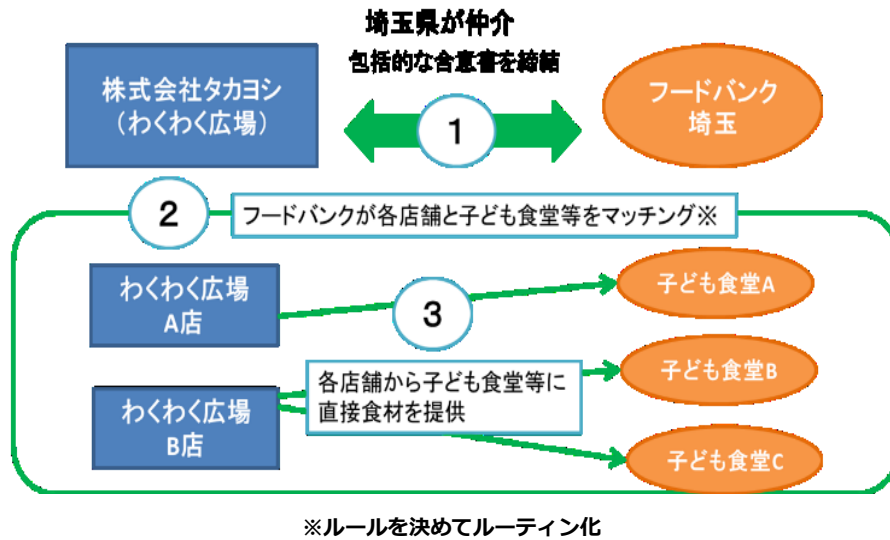 埼玉県が仲介
包括的な合意書を締結
株式会社タカヨシ
（わくわく広場）
1
フードバンク
埼玉
2
フードバンクが各店舗と子ども食堂等をマッチング※
わくわく広場
A店
3
子ども食堂A
各店舗から子ども食堂等に
直接食材を提供
子ども食堂B
わくわく広場
B店
子ども食堂C
※ルールを決めてルーティン化